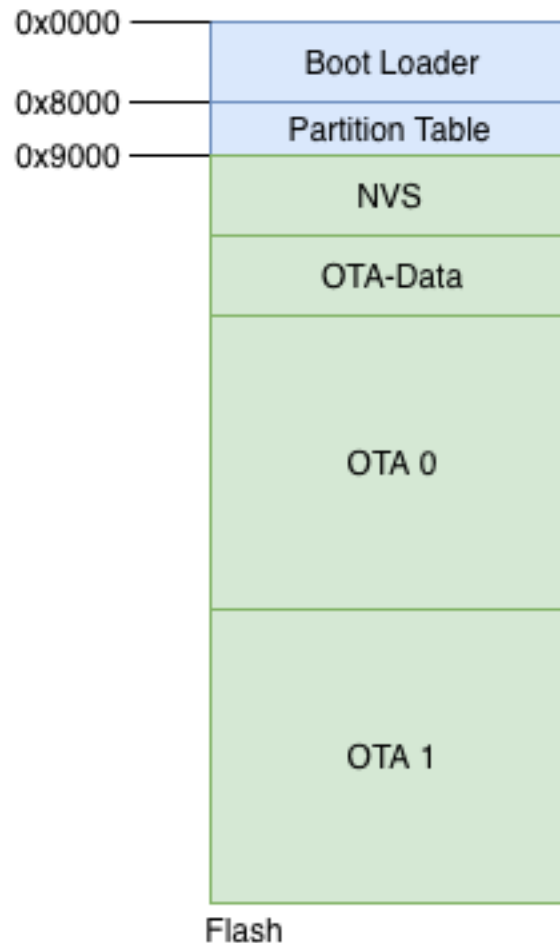 0x0000
Boot Loader
0x8000
Partition Table
0x9000
NVS
OTA-Data
OTA 0
OTA 1
Flash